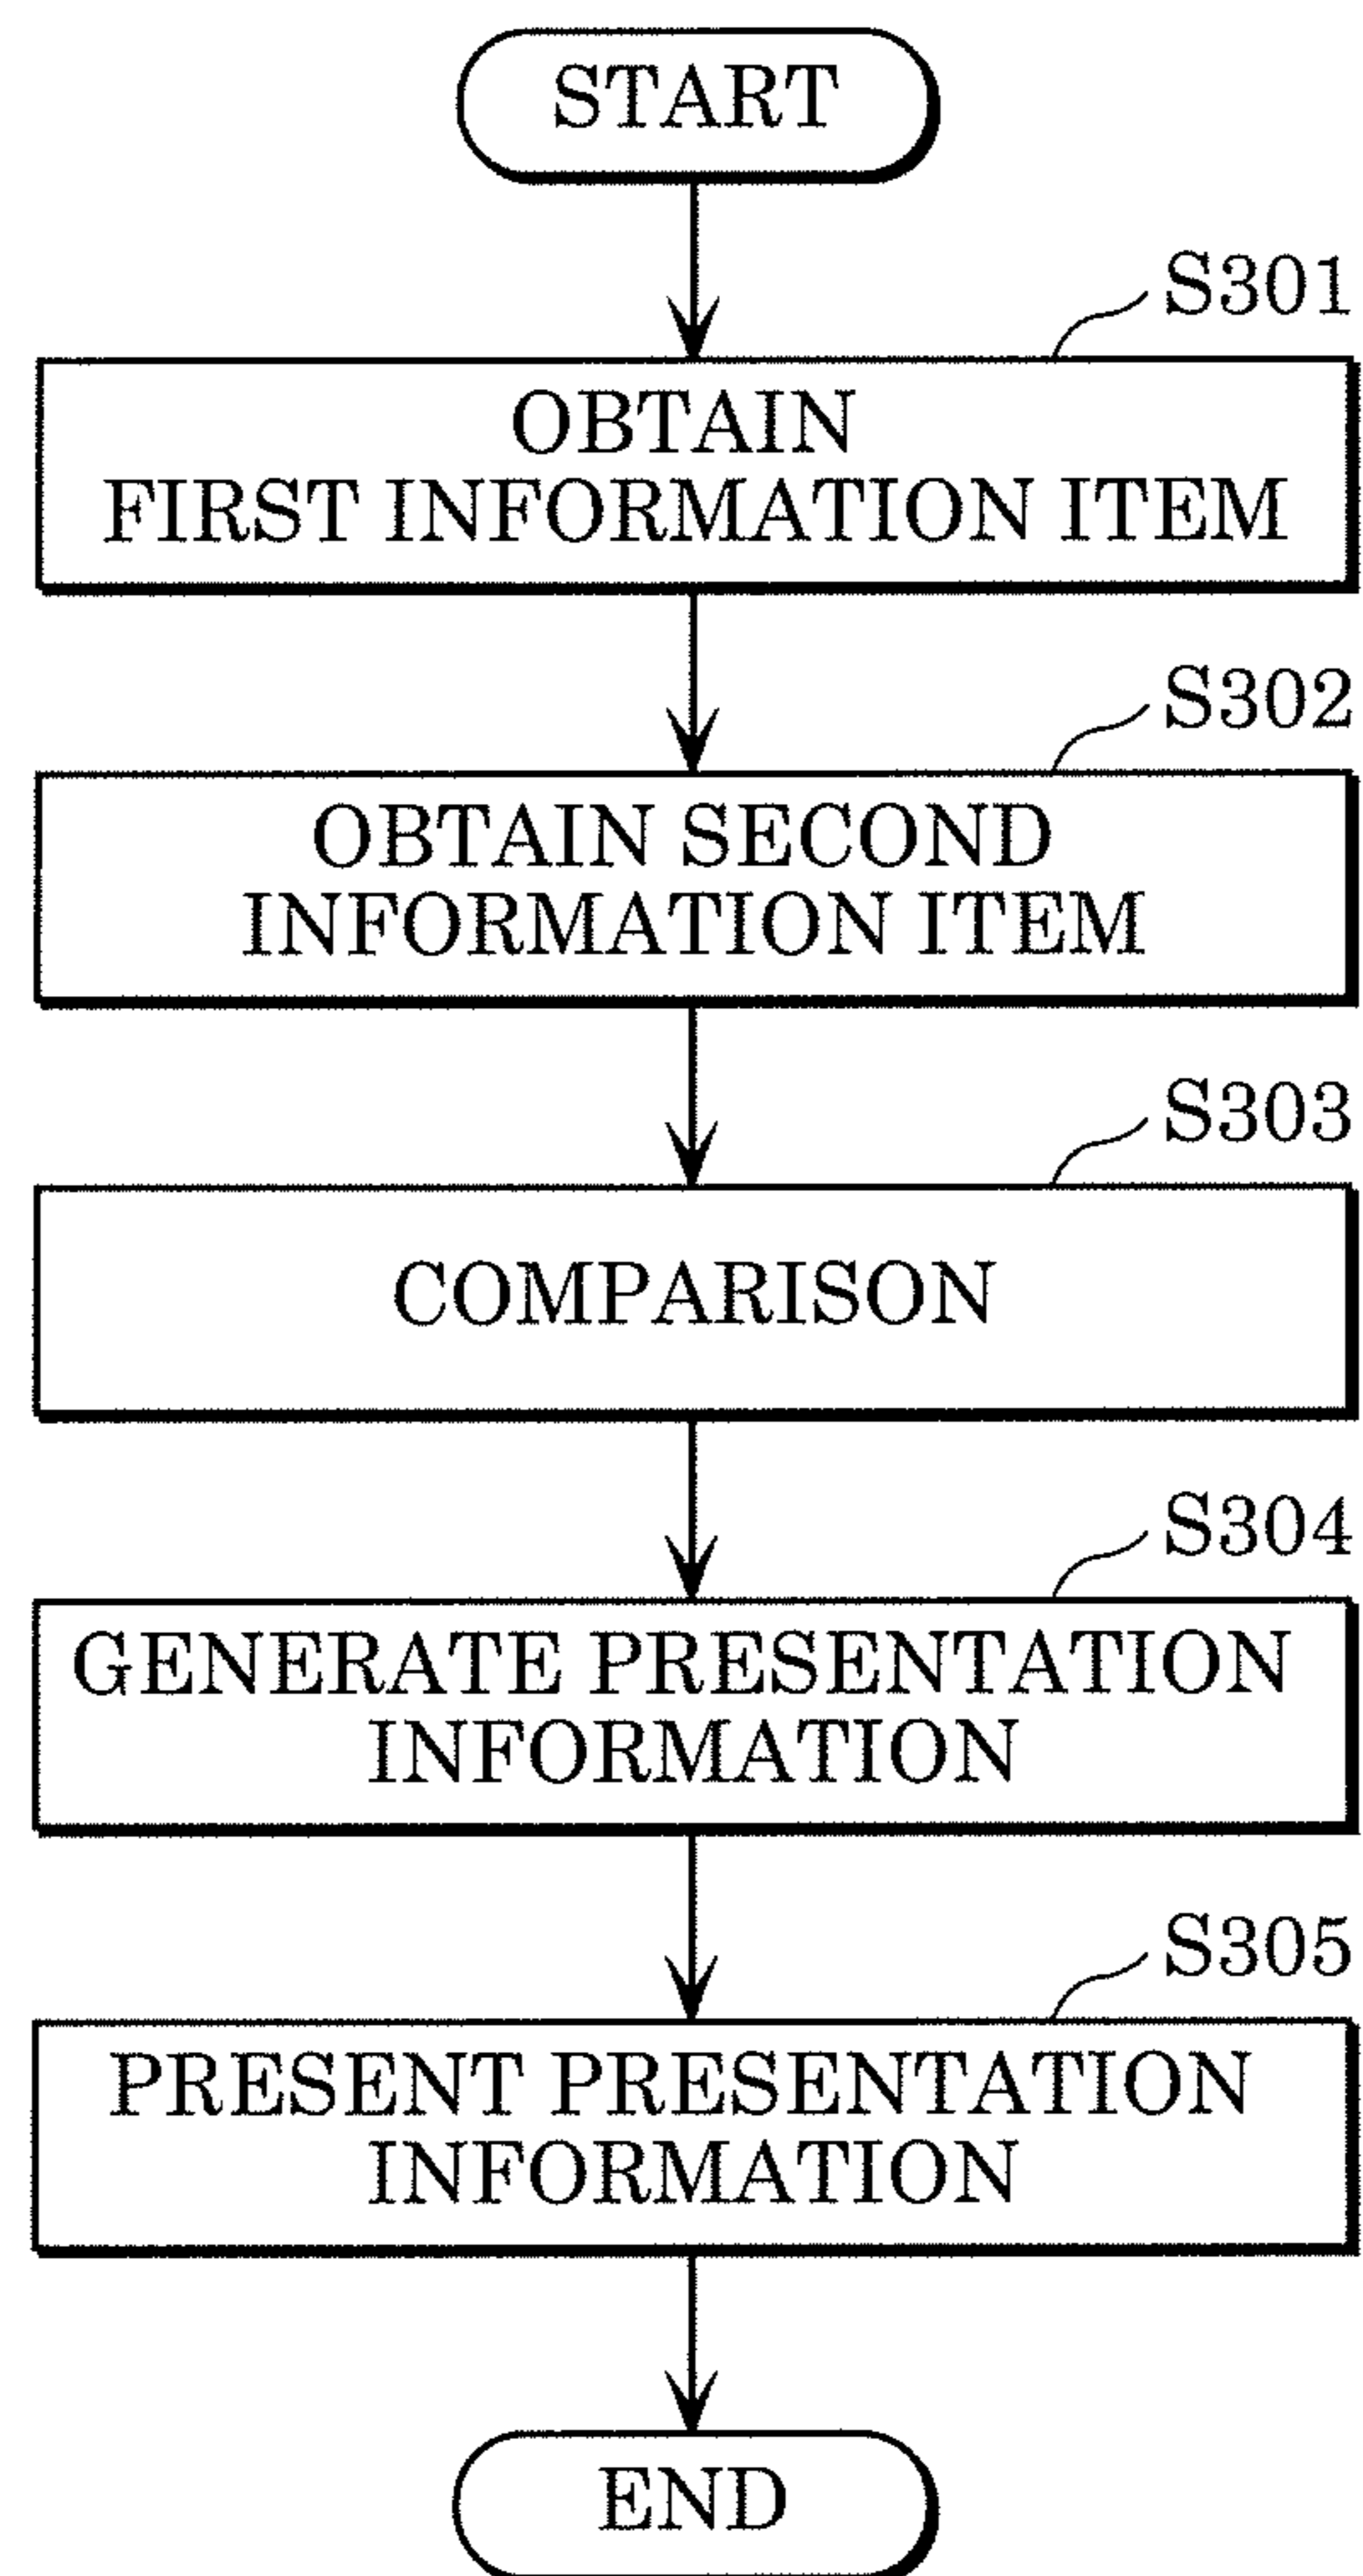 START
S301
OBTAIN
FIRST INFORMATION ITEM
S302
OBTAIN SECOND
INFORMATION ITEM
S303
COMPARISON
S304
GENERATE PRESENTATION
INFORMATION
S305
PRESENT PRESENTATION
INFORMATION
END